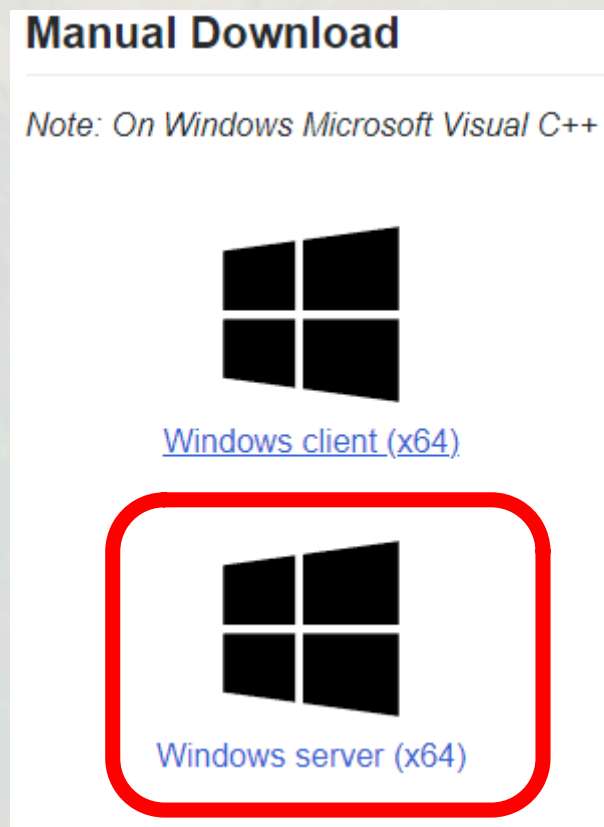 Manual Download
Note: On Windows Microsoft Visual C++
Windows client (x64)
Windows server (x64)